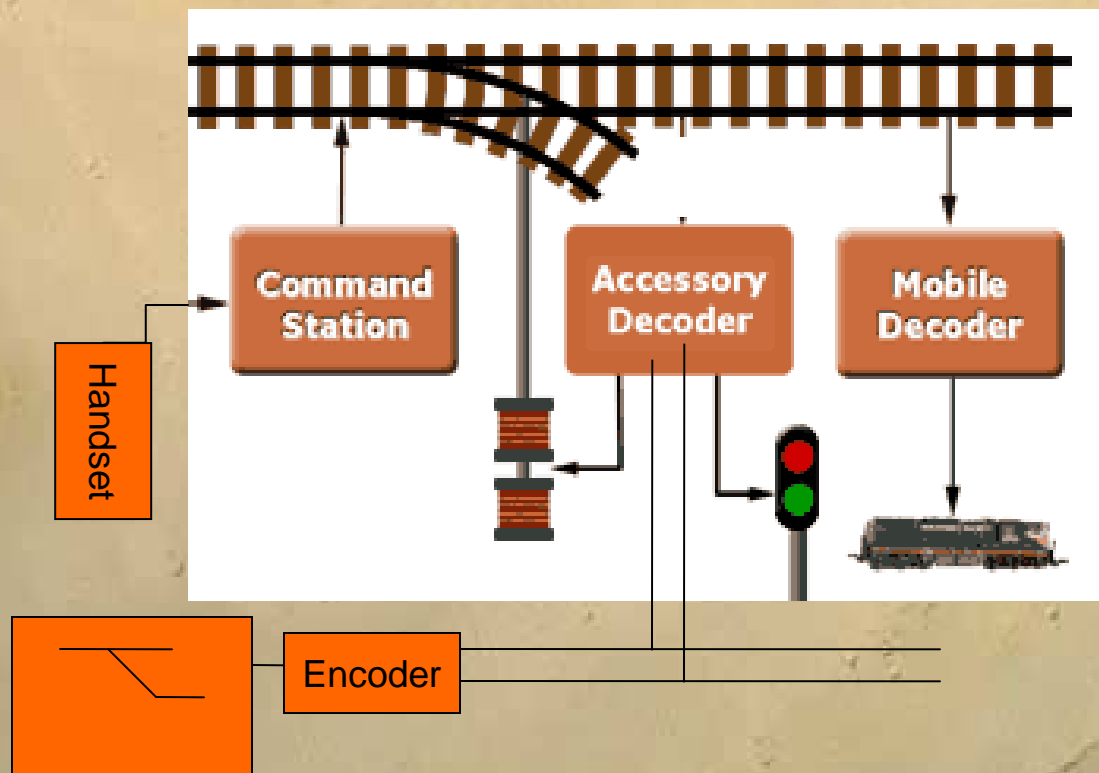 Command
Station
Accessory
Decoder
Mobile
Decoder
Handset
Encoder